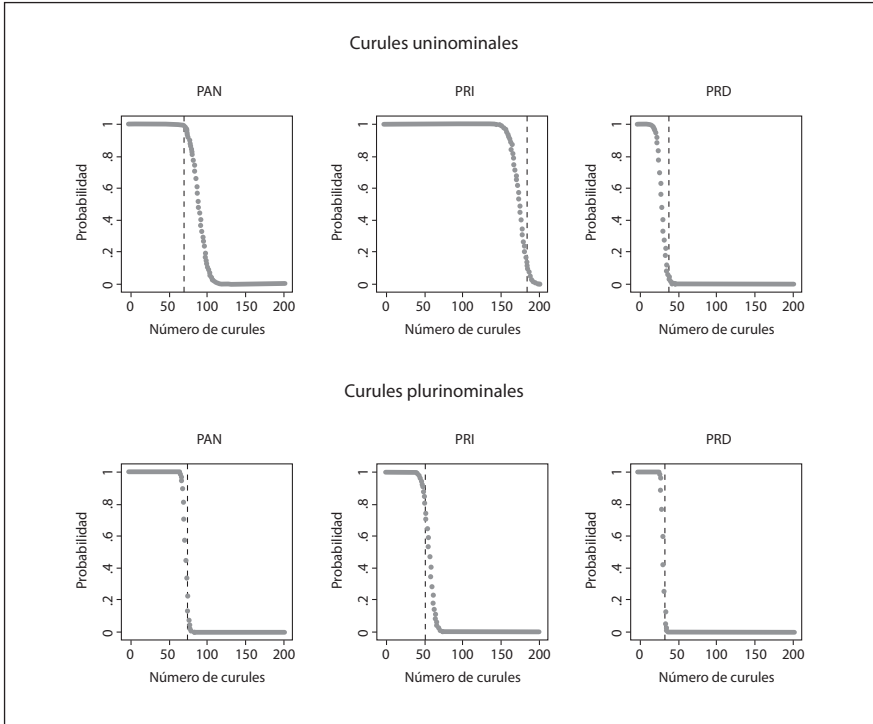 Curules uninominales
PAN PRI PRD
Probabilidad Probabilidad Probabilidad
1 1 1
.8 .8 .8
.6 .6 .6
.4 .4 .4
.2 .2 .2
0 0 0
0 50 100 150 200 0 50 100 150 200 0 50 100 150 200
Número de curules Número de curules Número de curules
Curules plurinominales
PAN PRI PRD
Probabilidad Probabilidad Probabilidad
1 1 1
.8 .8 .8
.6 .6 .6
.4 .4 .4
.2 .2 .2
0 0 0
0 50 100 150 200 0 50 100 150 200 0 50 100 150 200
Número de curules Número de curules Número de curules